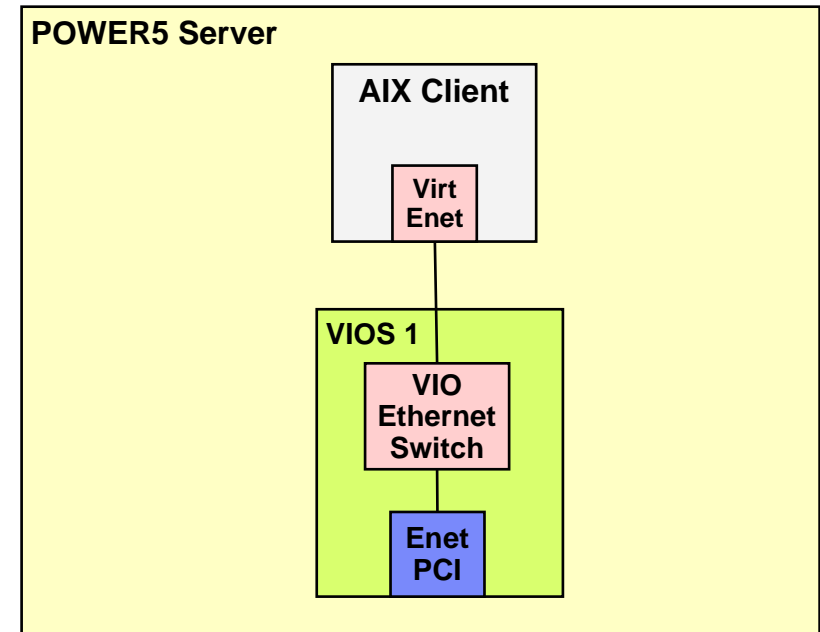 POWER5 Server
AIX Client
Virt
Enet
VIOS 1
VIO
Ethernet
Switch
Enet
PCI